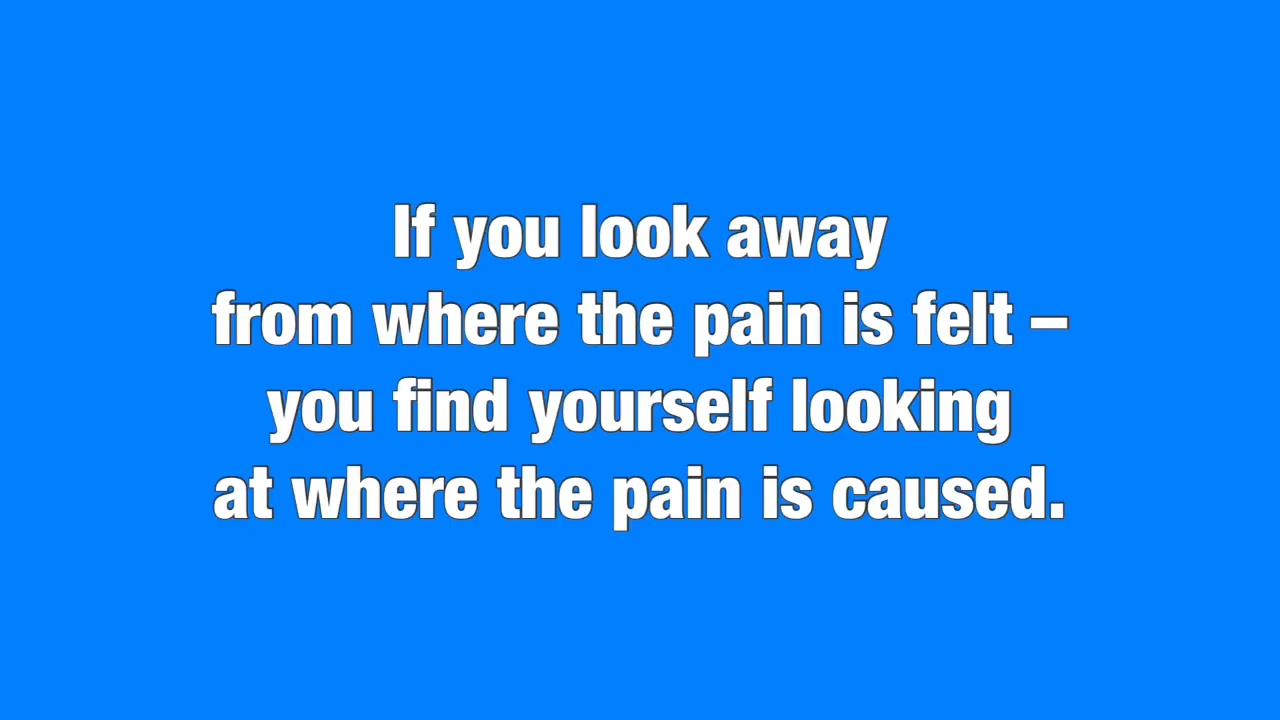 If you look away
from where the pain is felt –
you find yourself looking
at where the pain is caused.